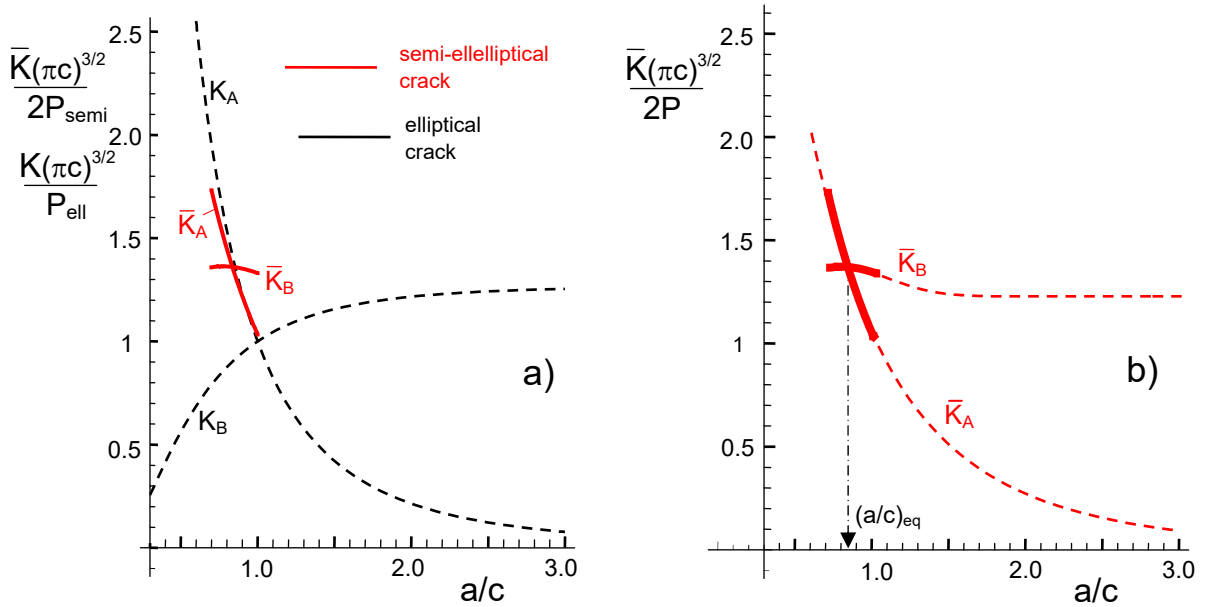 2.5
2.0
1.5
1
0.5
K̅(πc)^3/2
2P_semi
K(πc)^3/2
P_ell
K_A
semi-ellelliptical
crack
elliptical
crack
K̅_A
K̅_B
K_B
a)
1.0
2.0
3.0
a/c
2.5
2.0
1.5
1
0.5
K̅(πc)^3/2
2P
K̅_B
K̅_A
b)
(a/c)_eq
1.0
2.0
3.0
a/c